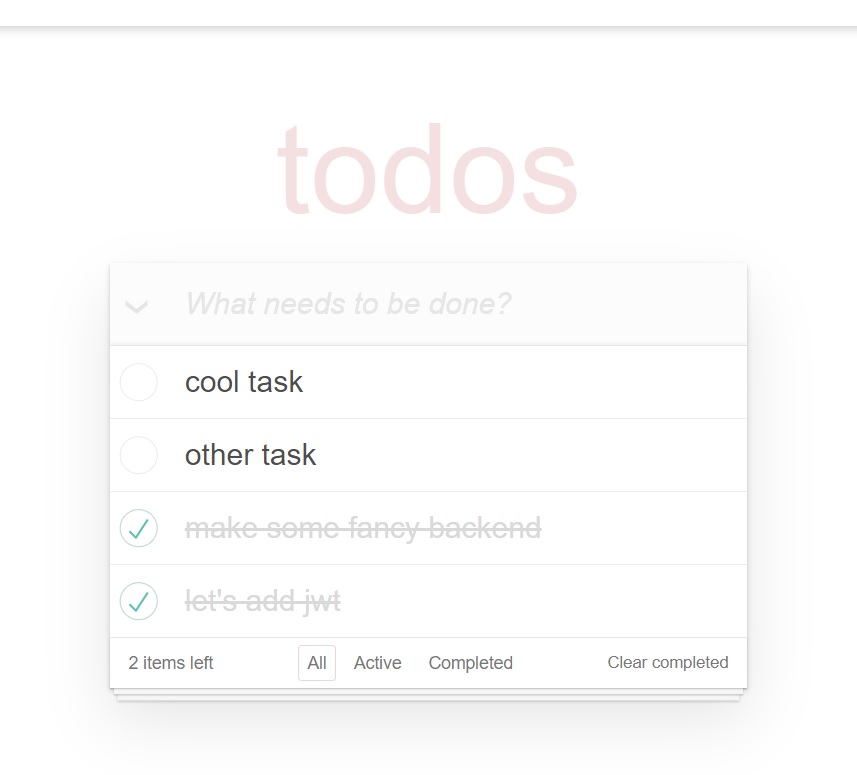 todos
What needs to be done?
cool task
other task
make some fancy backend
let's add jwt
2 items left All Active Completed Clear completed